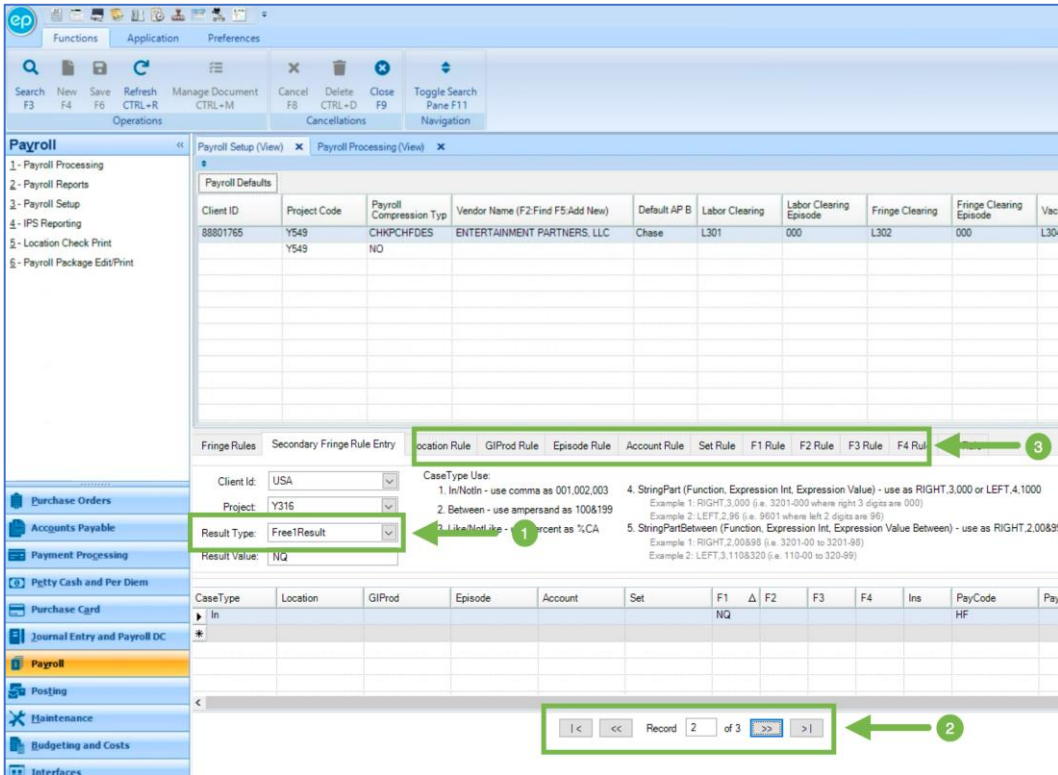 ep
Functions Application Preferences
Search F3 New F4 Save F6 Refresh CTRL+R Manage Document CTRL+M Cancel F8 Delete CTRL+D Close F9 Toggle Search Pane F11
Operations Cancellations Navigation
Payroll «
1 - Payroll Processing
2 - Payroll Reports
3 - Payroll Setup
4 - IPS Reporting
5 - Location Check Print
6 - Payroll Package Edit/Print
Purchase Orders
Accounts Payable
Payment Processing
Petty Cash and Per Diem
Purchase Card
Journal Entry and Payroll DC
Payroll
Posting
Maintenance
Budgeting and Costs
Interfaces
Payroll Setup (View) x Payroll Processing (View) x
Payroll Defaults
Client ID Project Code Payroll Compression Typ Vendor Name (F2:Find F5:Add New) Default AP B Labor Clearing Labor Clearing Episode Fringe Clearing Fringe Clearing Episode Vac
88801765 Y549 CHKPCHFDES ENTERTAINMENT PARTNERS, LLC Chase L301 000 L302 000 L304
Y549 NO
Fringe Rules Secondary Fringe Rule Entry ocation Rule GIProd Rule Episode Rule Account Rule Set Rule F1 Rule F2 Rule F3 Rule F4 Rul
3
Client Id: USA
Project: Y316
Result Type: Free1Result
Result Value: NQ
CaseType Use:
1. In/NotIn - use comma as 001,002,003
2. Between - use ampersand as 100&199
3. Like/NotLike - ercent as %CA
1
4. StringPart (Function, Expression Int, Expression Value) - use as RIGHT,3,000 or LEFT,4,1000
Example 1: RIGHT,3,000 (i.e. 3201-000 where right 3 digits are 000)
Example 2: LEFT,2,96 (i.e. 9601 where left 2 digits are 96)
5. StringPartBetween (Function, Expression Int, Expression Value Between) - use as RIGHT,2,00&9
Example 1: RIGHT,2,00&98 (i.e. 3201-00 to 3201-98)
Example 2: LEFT,3,110&320 (i.e. 110-00 to 320-99)
CaseType Location GIProd Episode Account Set F1 F2 F3 F4 Ins PayCode Pay
In NQ HF
|< << Record 2 of 3 >> >|
2